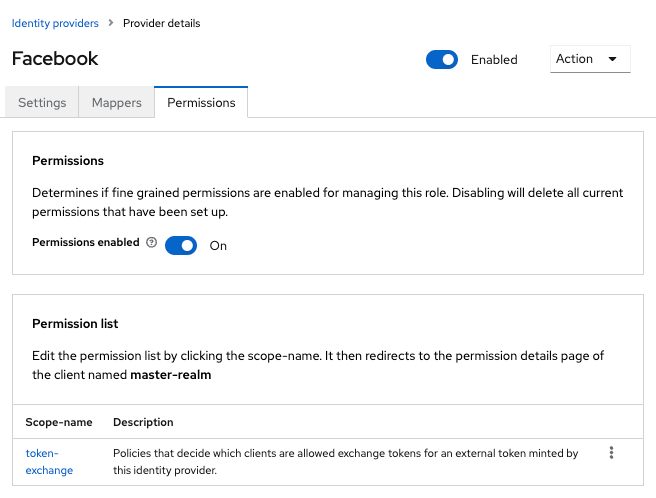 Identity providers > Provider details
Facebook
Enabled
Action
Settings
Mappers
Permissions
Permissions
Determines if fine grained permissions are enabled for managing this role. Disabling will delete all current
permissions that have been set up.
Permissions enabled
On
Permission list
Edit the permission list by clicking the scope-name. It then redirects to the permission details page of
the client named master-realm
Scope-name Description
token- Policies that decide which clients are allowed exchange tokens for an external token minted by
exchange this identity provider.